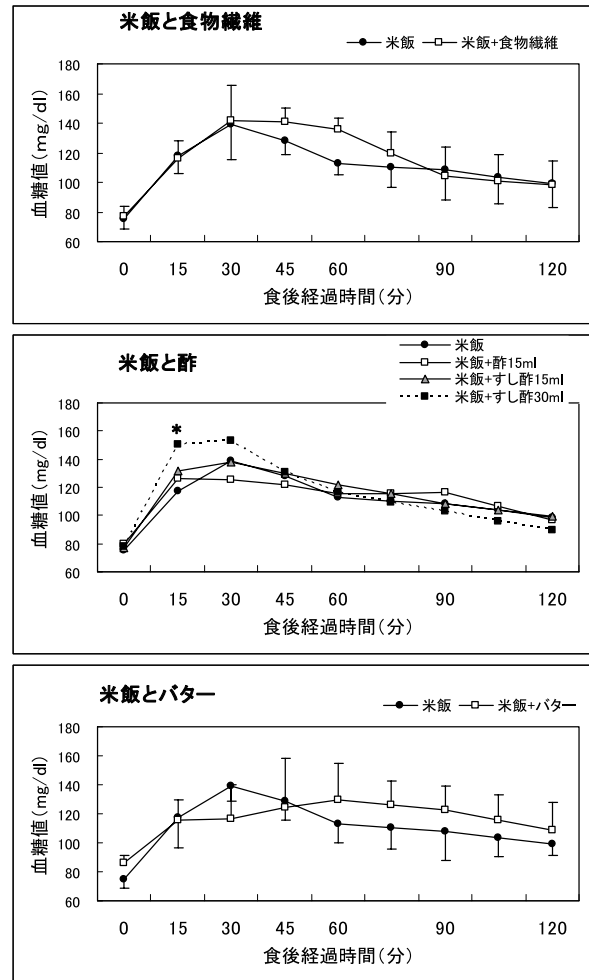 米飯と食物繊維
米飯 米飯+食物繊維
血糖値(mg/dl)
180
160
140
120
100
80
60
0 15 30 45 60 90 120
食後経過時間(分)
米飯と酢
米飯
米飯+酢15ml
米飯+すし酢15ml
米飯+すし酢30ml
血糖値(mg/dl)
180
160
140
120
100
80
60
*
0 15 30 45 60 90 120
食後経過時間(分)
米飯とバター
米飯 米飯+バター
血糖値(mg/dl)
180
160
140
120
100
80
60
0 15 30 45 60 90 120
食後経過時間(分)